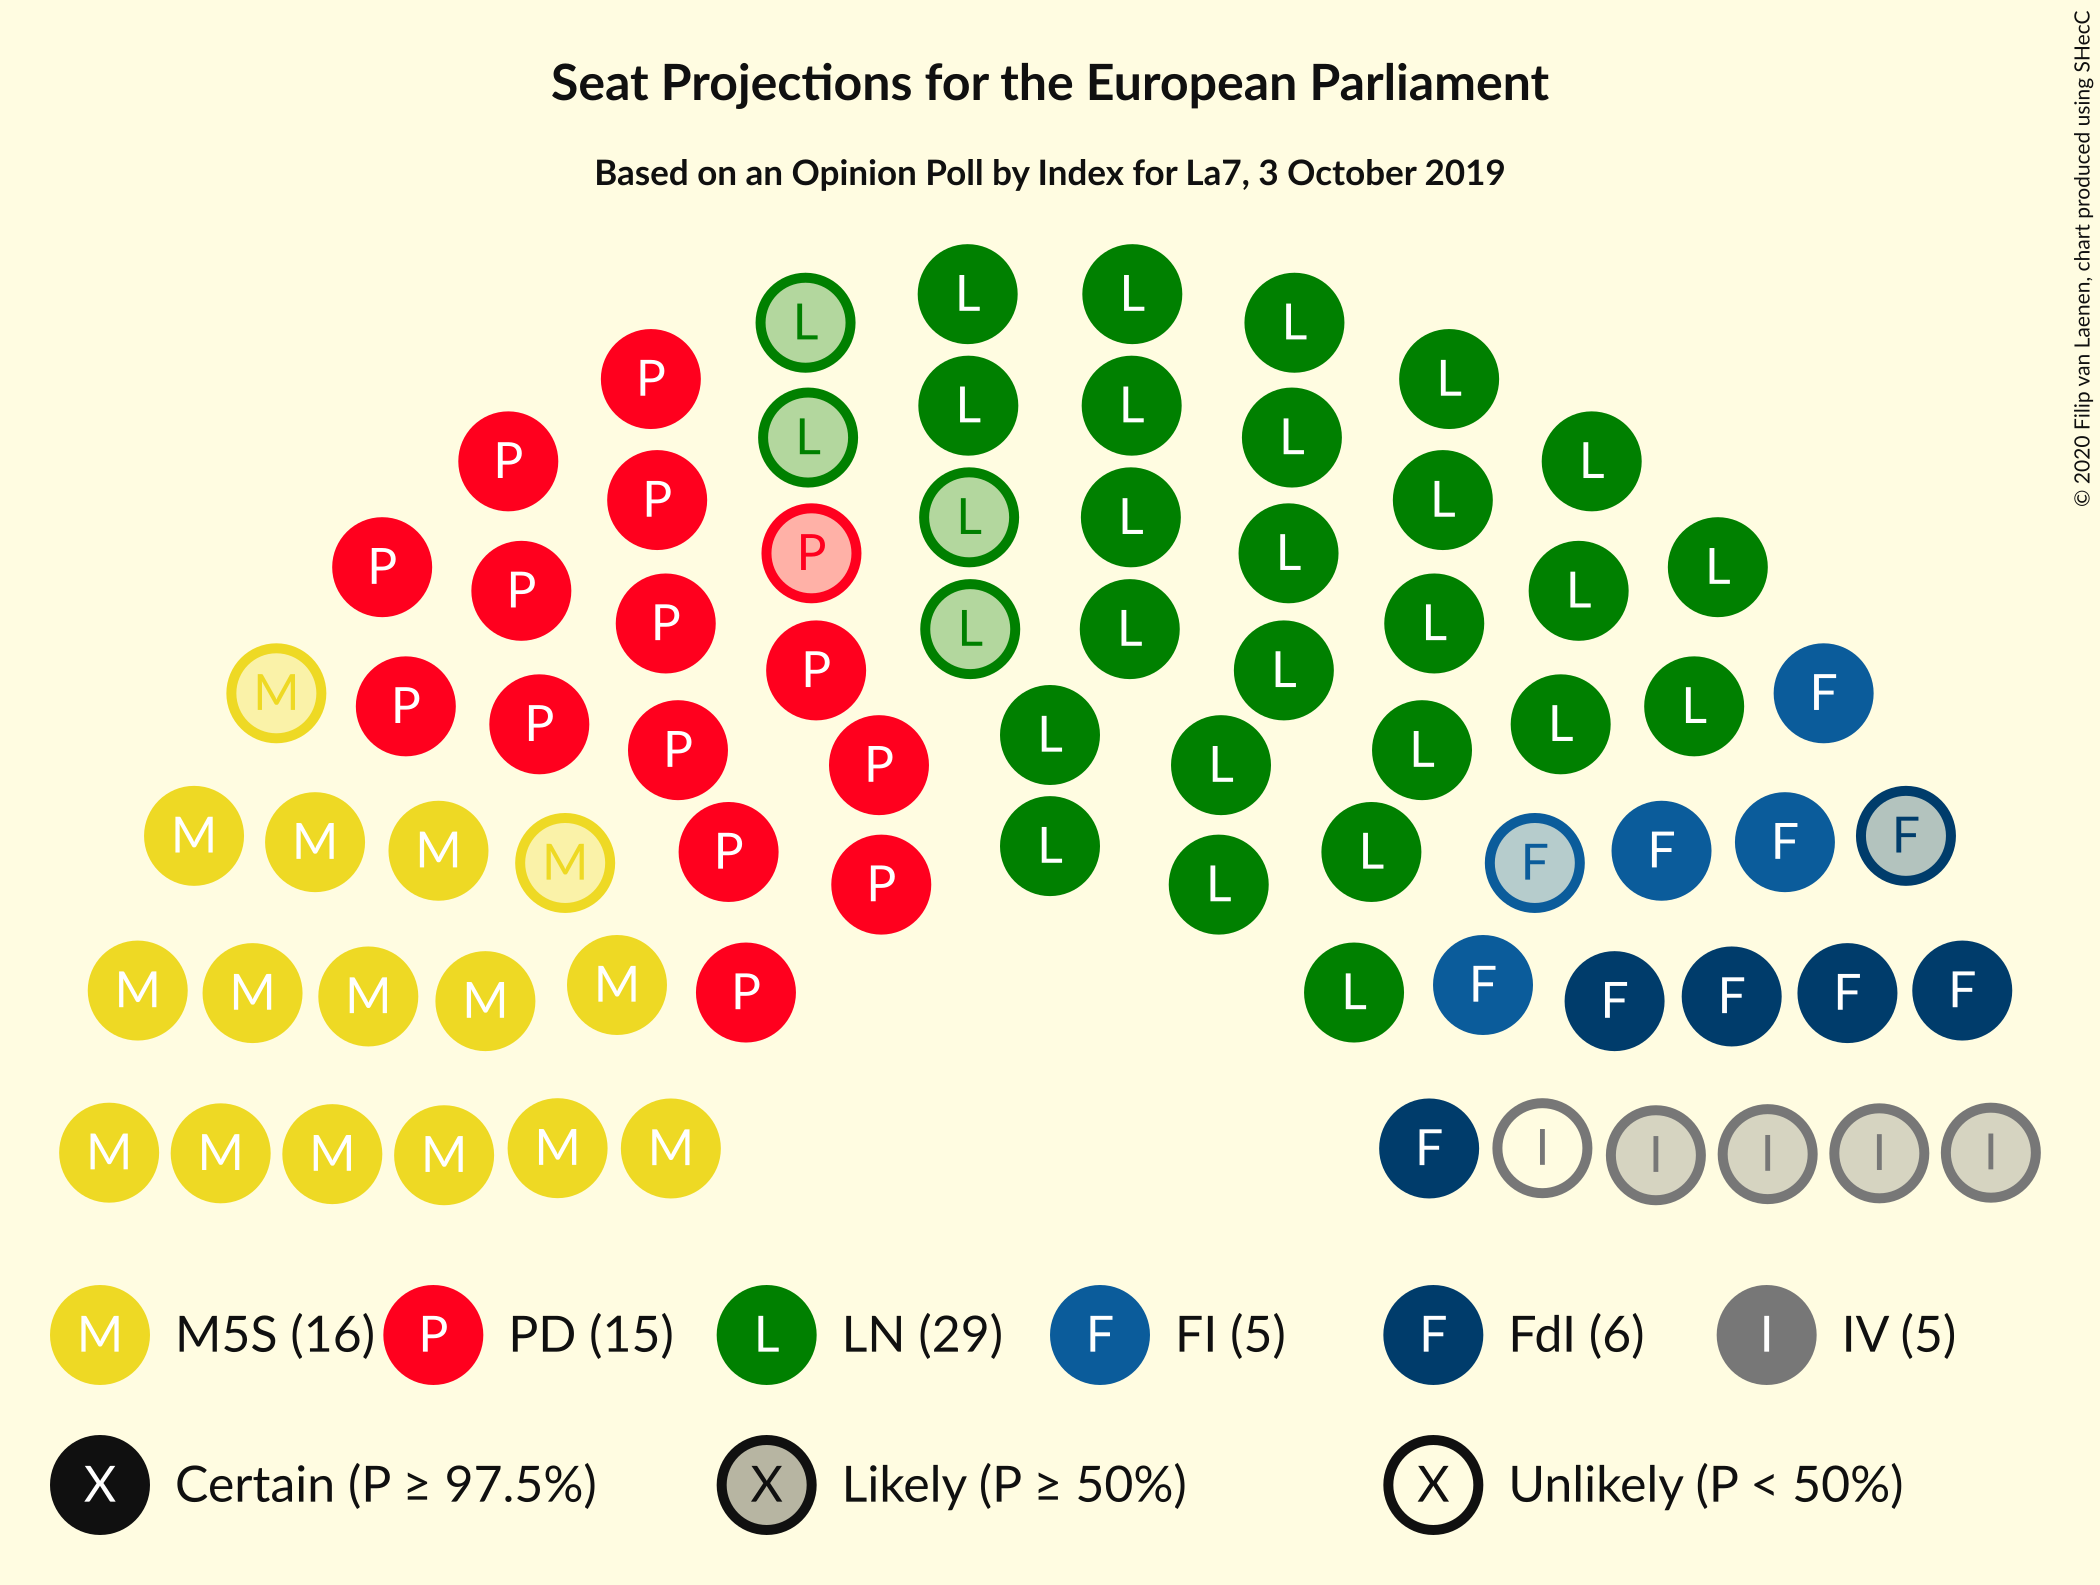 Seat Projections for the European Parliament
Based on an Opinion Poll by Index for La7, 3 October 2019
© 2020 Filip van Laenen, chart produced using SHecC
L L
L L
P L
L L
L L
P L
P L
P L
L L
P L
P L
P L
L L
P L
P L
M P P P P L L L L F
L L
M M M M P P L L L F F F F
P L
M M M M M P L F F F F F
M M M M M M F I I I I I
M M5S (16) P PD (15) L LN (29) F FI (5) F FdI (6) I IV (5)
X Certain (P ≥ 97.5%) X Likely (P ≥ 50%) X Unlikely (P < 50%)